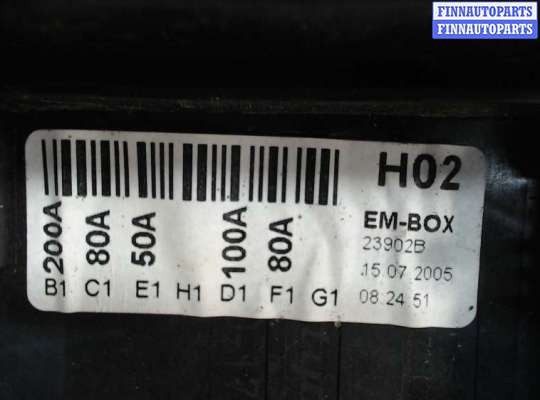 FINNAUTOPARTS
FINNAUTOPARTS
H02
EM-BOX
23902B
15.07.2005
08:24 51
200A 80A 50A 100A 80A
B1 C1 E1 H1 D1 F1 G1